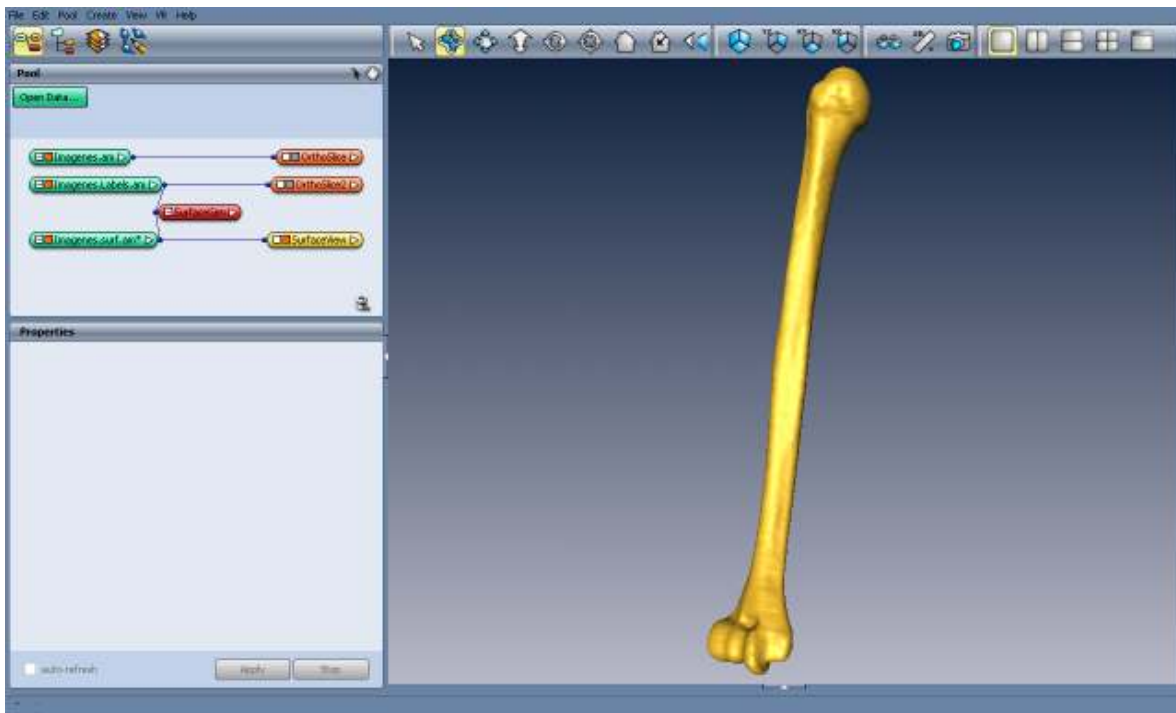 File Edit Pool Create View VR Help
Pool
Open Data...
Imagenes.am
OrthoSlice
Imagenes.Labels.am
OrthoSlice2
SurfaceGen
Imagenes.surf.am*
SurfaceView
Properties
auto-refresh
Apply
Stop